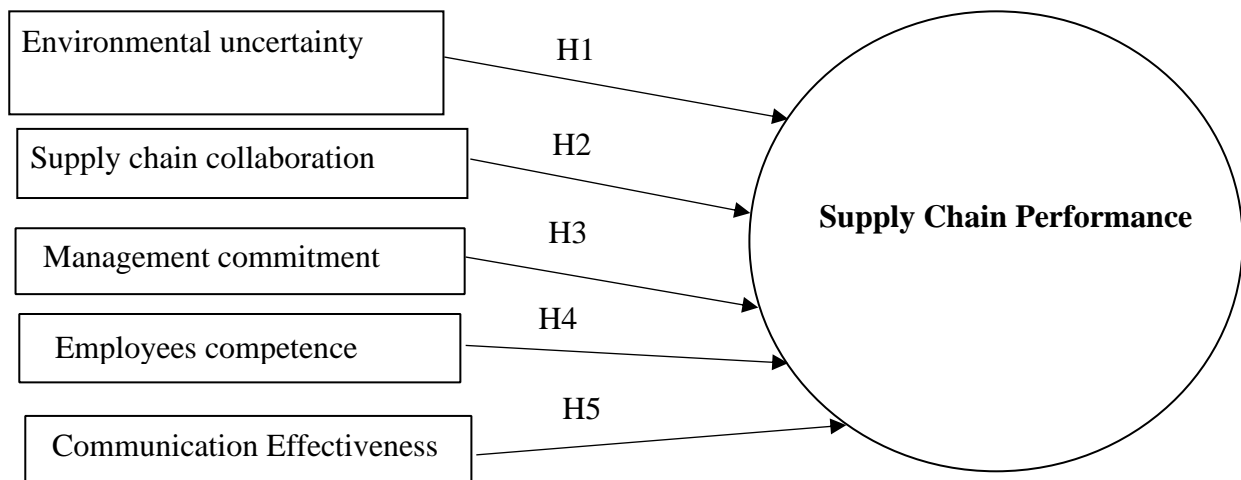 Environmental uncertainty
H1
Supply chain collaboration
H2
Management commitment
H3
Employees competence
H4
Communication Effectiveness
H5
Supply Chain Performance